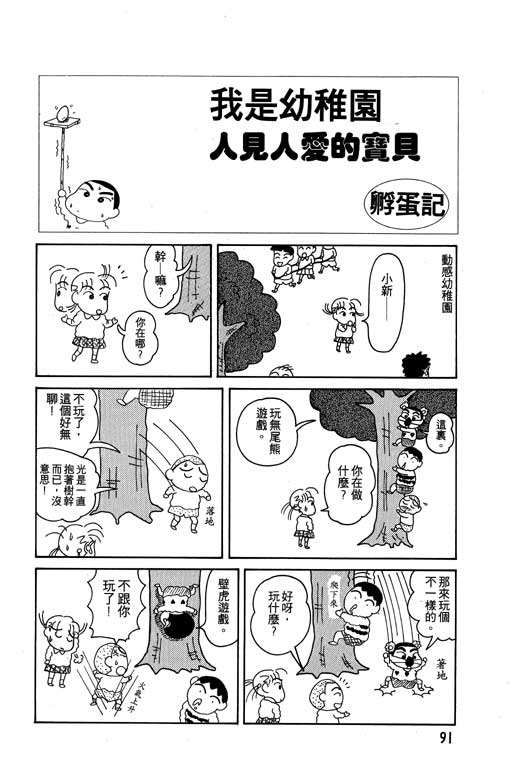 我是幼稚園
人見人愛的寶貝
孵蛋記
動感幼稚園
小新──
幹─嘛?
你在哪?
這裏。
你在做
什麼?
玩無尾熊
遊戲。
落地
不玩了,
這個好無
聊!
光是一直
抱著樹幹
而已,沒
意思!
那來玩個
不一樣的。
著地
爬下來
好呀,
玩什麼?
壁虎遊戲。
不跟你
玩了!
火氣上升
91